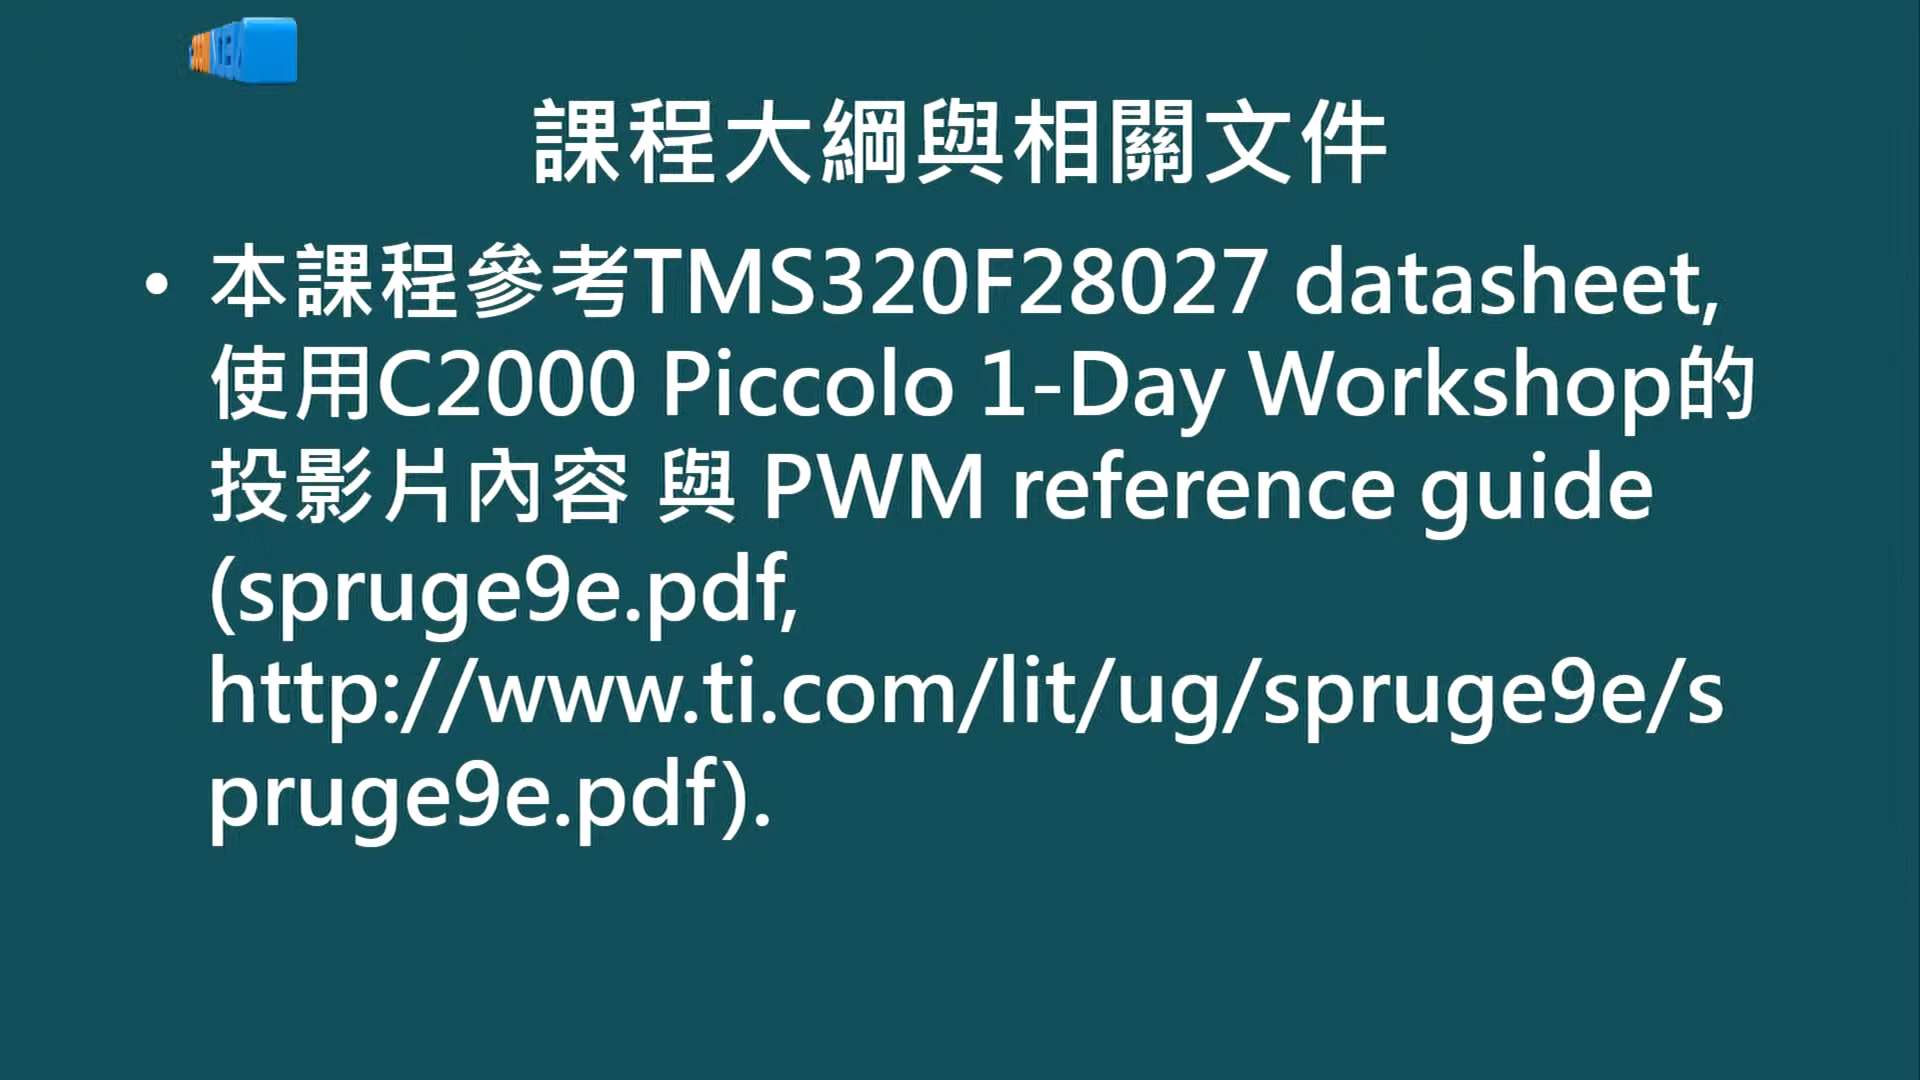 課程大綱與相關文件
• 本課程參考TMS320F28027 datasheet,
使用C2000 Piccolo 1-Day Workshop的
投影片內容 與 PWM reference guide
(spruge9e.pdf,
http://www.ti.com/lit/ug/spruge9e/s
pruge9e.pdf).